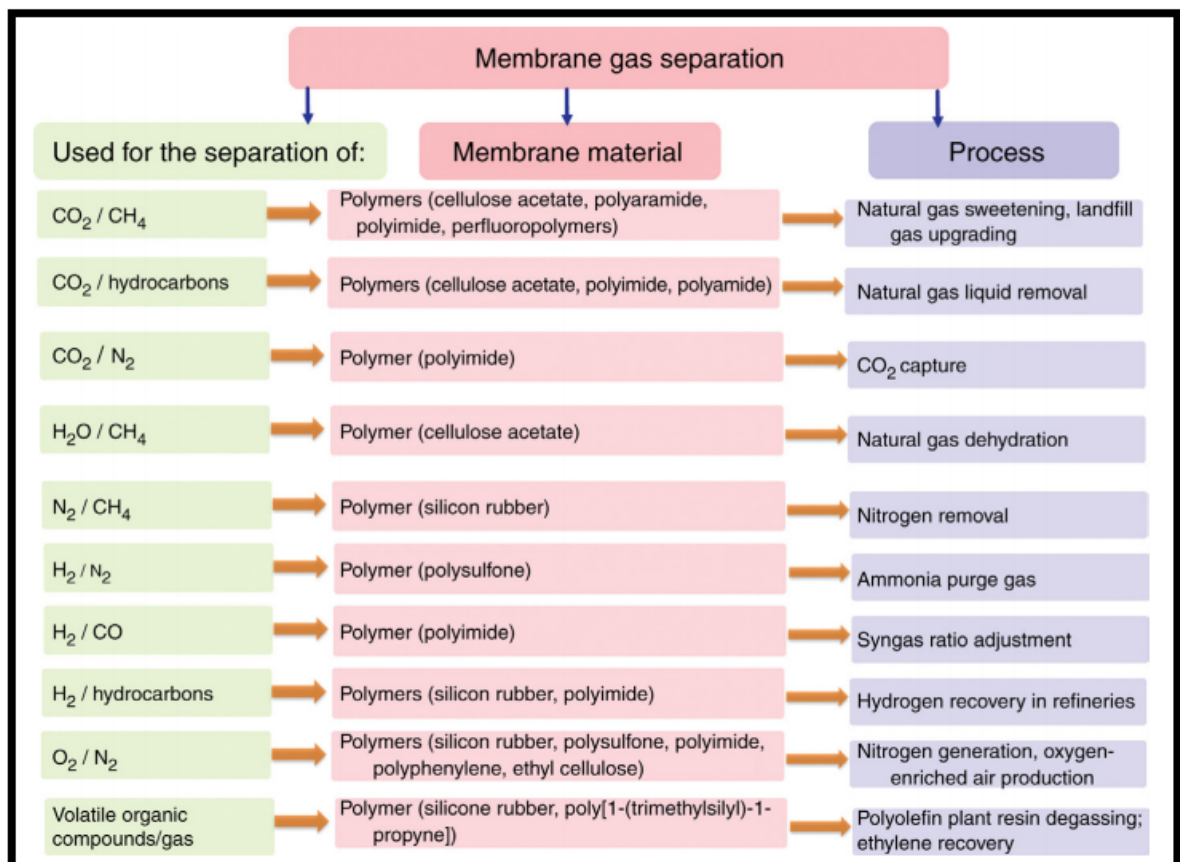 Membrane gas separation
Used for the separation of:
Membrane material
Process
CO₂ / CH₄
Polymers (cellulose acetate, polyaramide,
polyimide, perfluoropolymers)
Natural gas sweetening, landfill
gas upgrading
CO₂ / hydrocarbons
Polymers (cellulose acetate, polyimide, polyamide)
Natural gas liquid removal
CO₂ / N₂
Polymer (polyimide)
CO₂ capture
H₂O / CH₄
Polymer (cellulose acetate)
Natural gas dehydration
N₂ / CH₄
Polymer (silicon rubber)
Nitrogen removal
H₂ / N₂
Polymer (polysulfone)
Ammonia purge gas
H₂ / CO
Polymer (polyimide)
Syngas ratio adjustment
H₂ / hydrocarbons
Polymers (silicon rubber, polyimide)
Hydrogen recovery in refineries
O₂ / N₂
Polymers (silicon rubber, polysulfone, polyimide,
polyphenylene, ethyl cellulose)
Nitrogen generation, oxygen-
enriched air production
Volatile organic
compounds/gas
Polymer (silicone rubber, poly[1-(trimethylsilyl)-1-
propyne])
Polyolefin plant resin degassing;
ethylene recovery